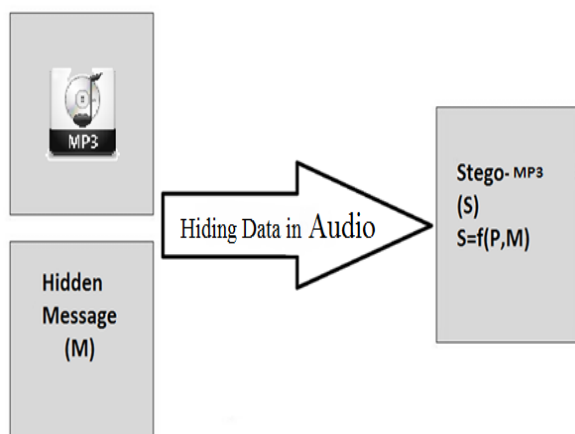 MP3
Hidden
Message
(M)
Hiding Data in Audio
Stego- MP3
(S)
S=f(P,M)